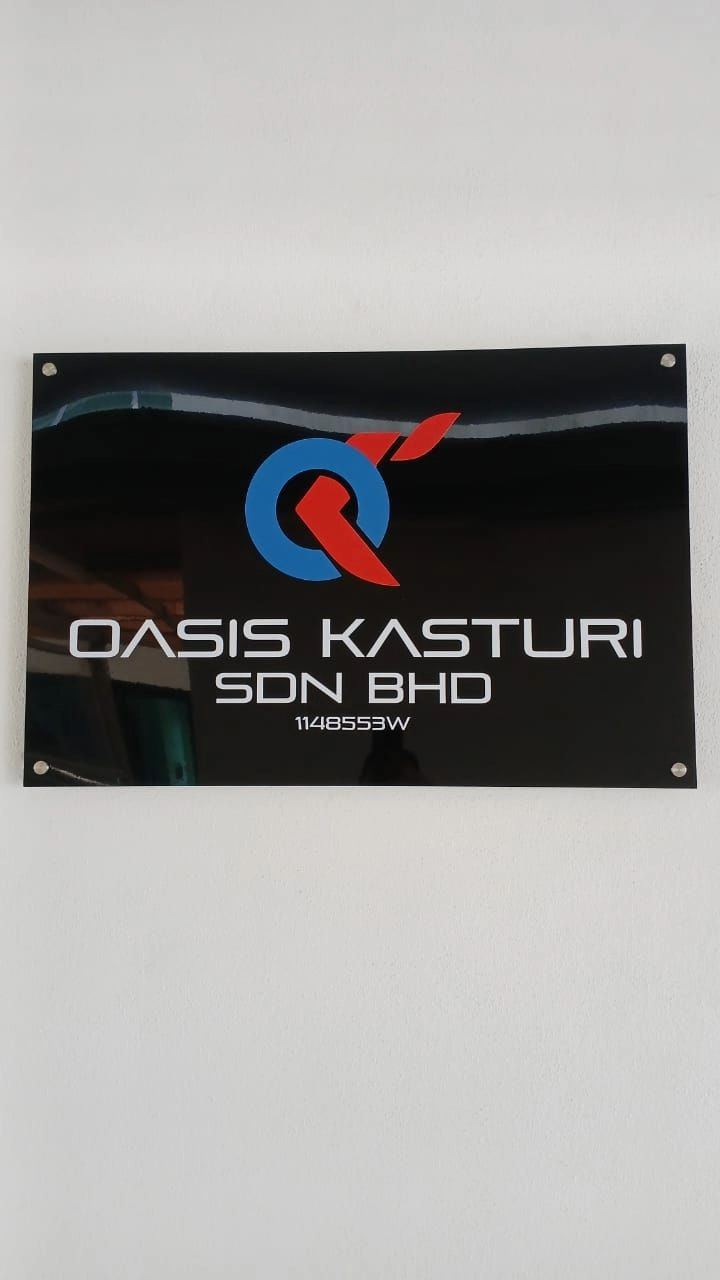 OASIS KASTURI
SDN BHD
1148553W